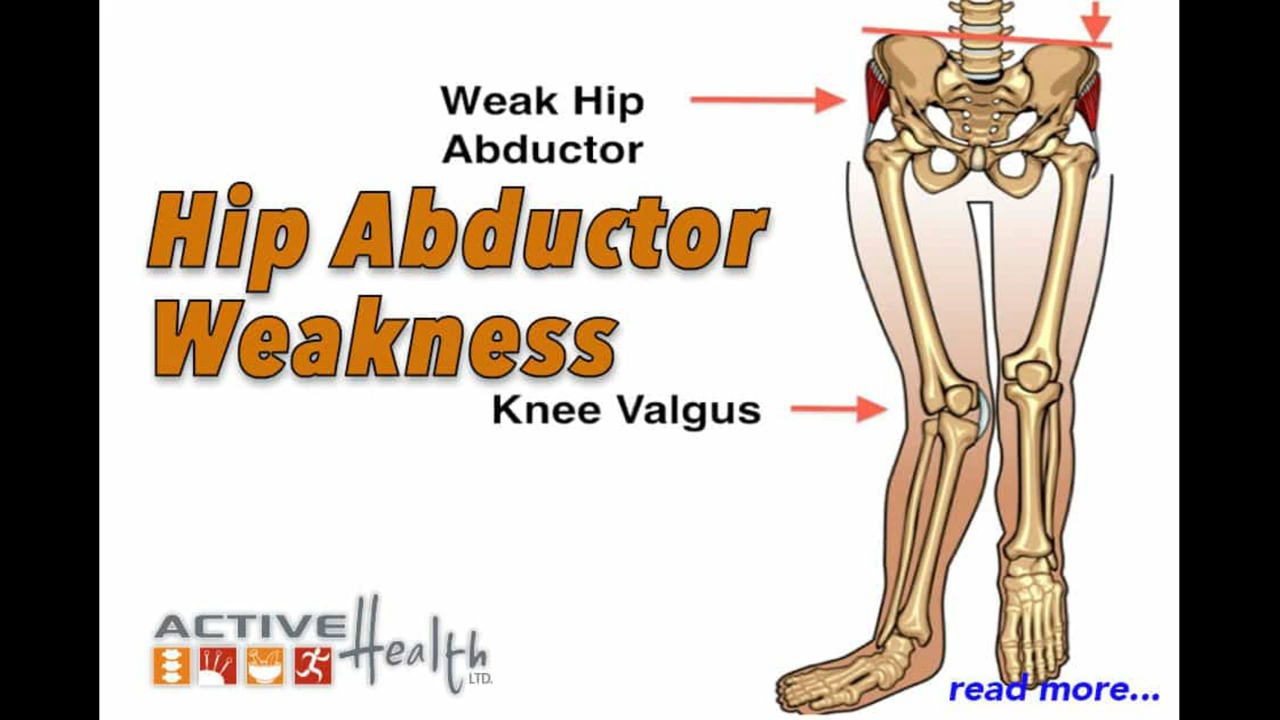 Weak Hip
Abductor
Hip Abductor
Weakness
Knee Valgus
ACTIVE Health
LTD.
read more...